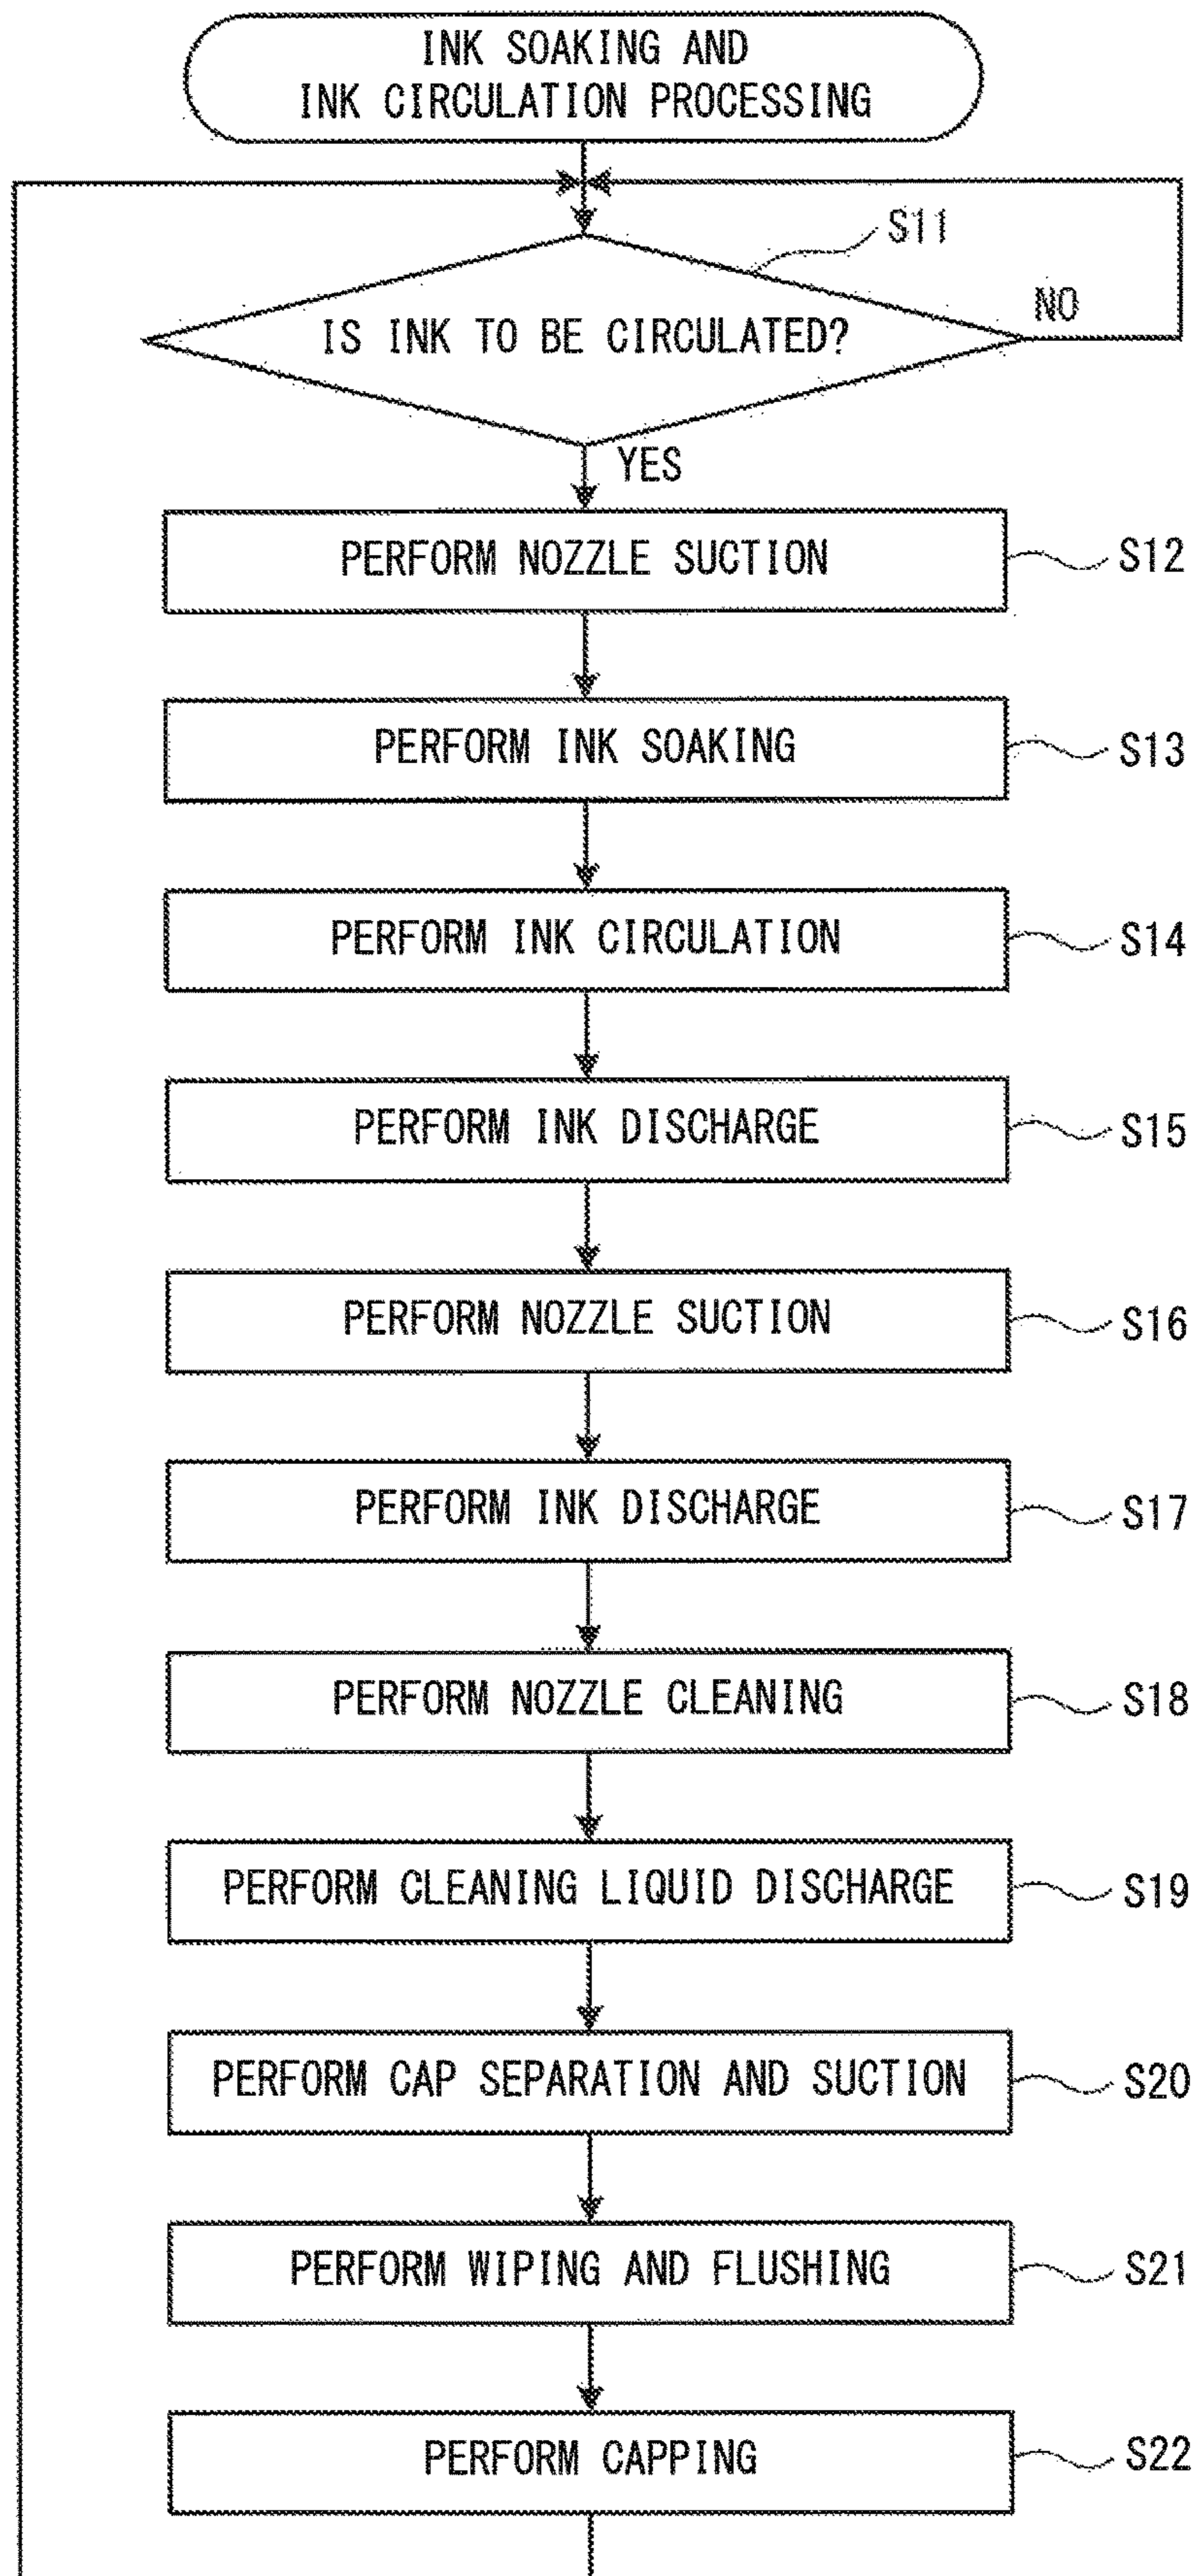 INK SOAKING AND
INK CIRCULATION PROCESSING
S11
IS INK TO BE CIRCULATED?
NO
YES
PERFORM NOZZLE SUCTION
S12
PERFORM INK SOAKING
S13
PERFORM INK CIRCULATION
S14
PERFORM INK DISCHARGE
S15
PERFORM NOZZLE SUCTION
S16
PERFORM INK DISCHARGE
S17
PERFORM NOZZLE CLEANING
S18
PERFORM CLEANING LIQUID DISCHARGE
S19
PERFORM CAP SEPARATION AND SUCTION
S20
PERFORM WIPING AND FLUSHING
S21
PERFORM CAPPING
S22